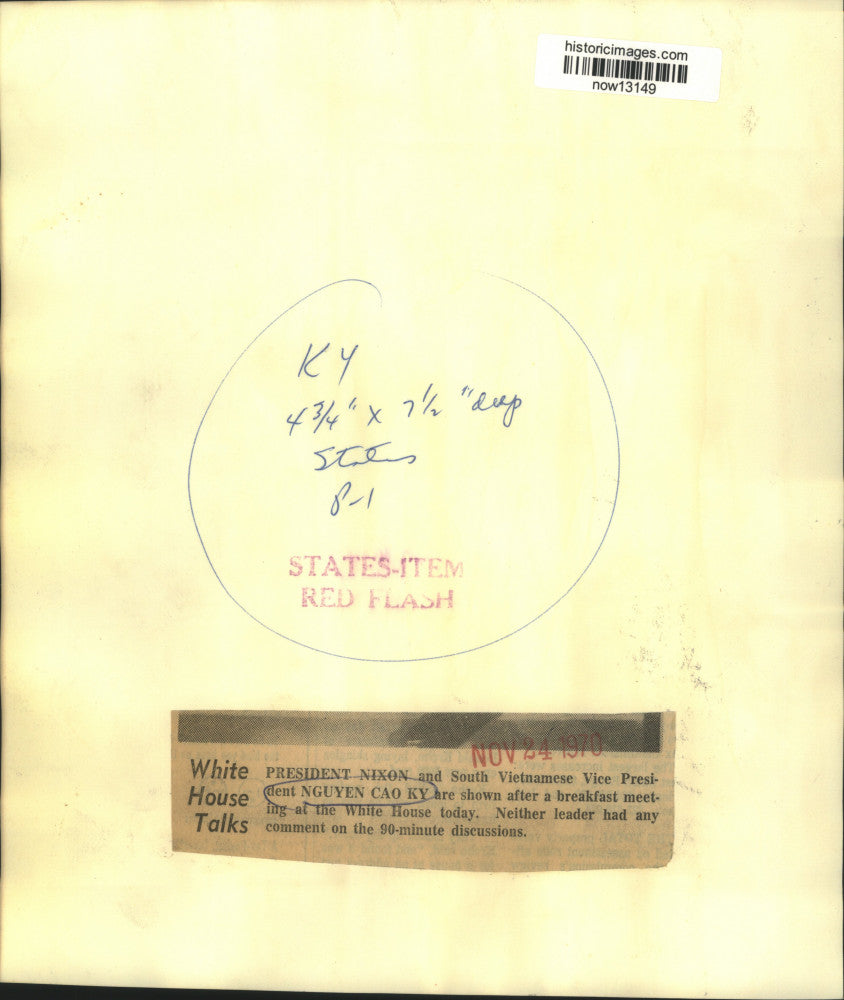 historicimages.com
now13149
KY
4 3/4" x 7 1/2" deep
States
P-1
STATES-ITEM
RED FLASH
NOV 24 1970
White
House
Talks
PRESIDENT NIXON and South Vietnamese Vice Presi-
dent NGUYEN CAO KY are shown after a breakfast meet-
ing at the White House today. Neither leader had any
comment on the 90-minute discussions.